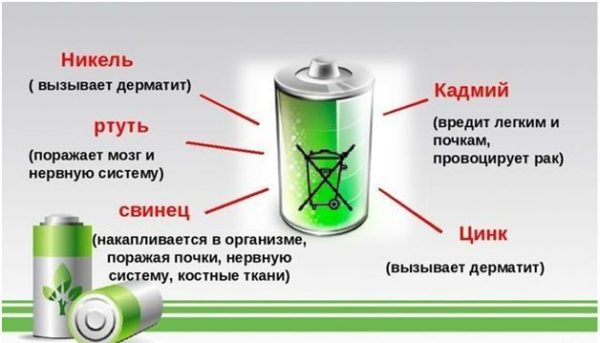 Никель
( вызывает дерматит)
ртуть
(поражает мозг и
нервную систему)
свинец
(накапливается в организме,
поражая почки, нервную
систему, костные ткани)
Кадмий
(вредит легким и
почкам,
провоцирует рак)
Цинк
(вызывает дерматит)